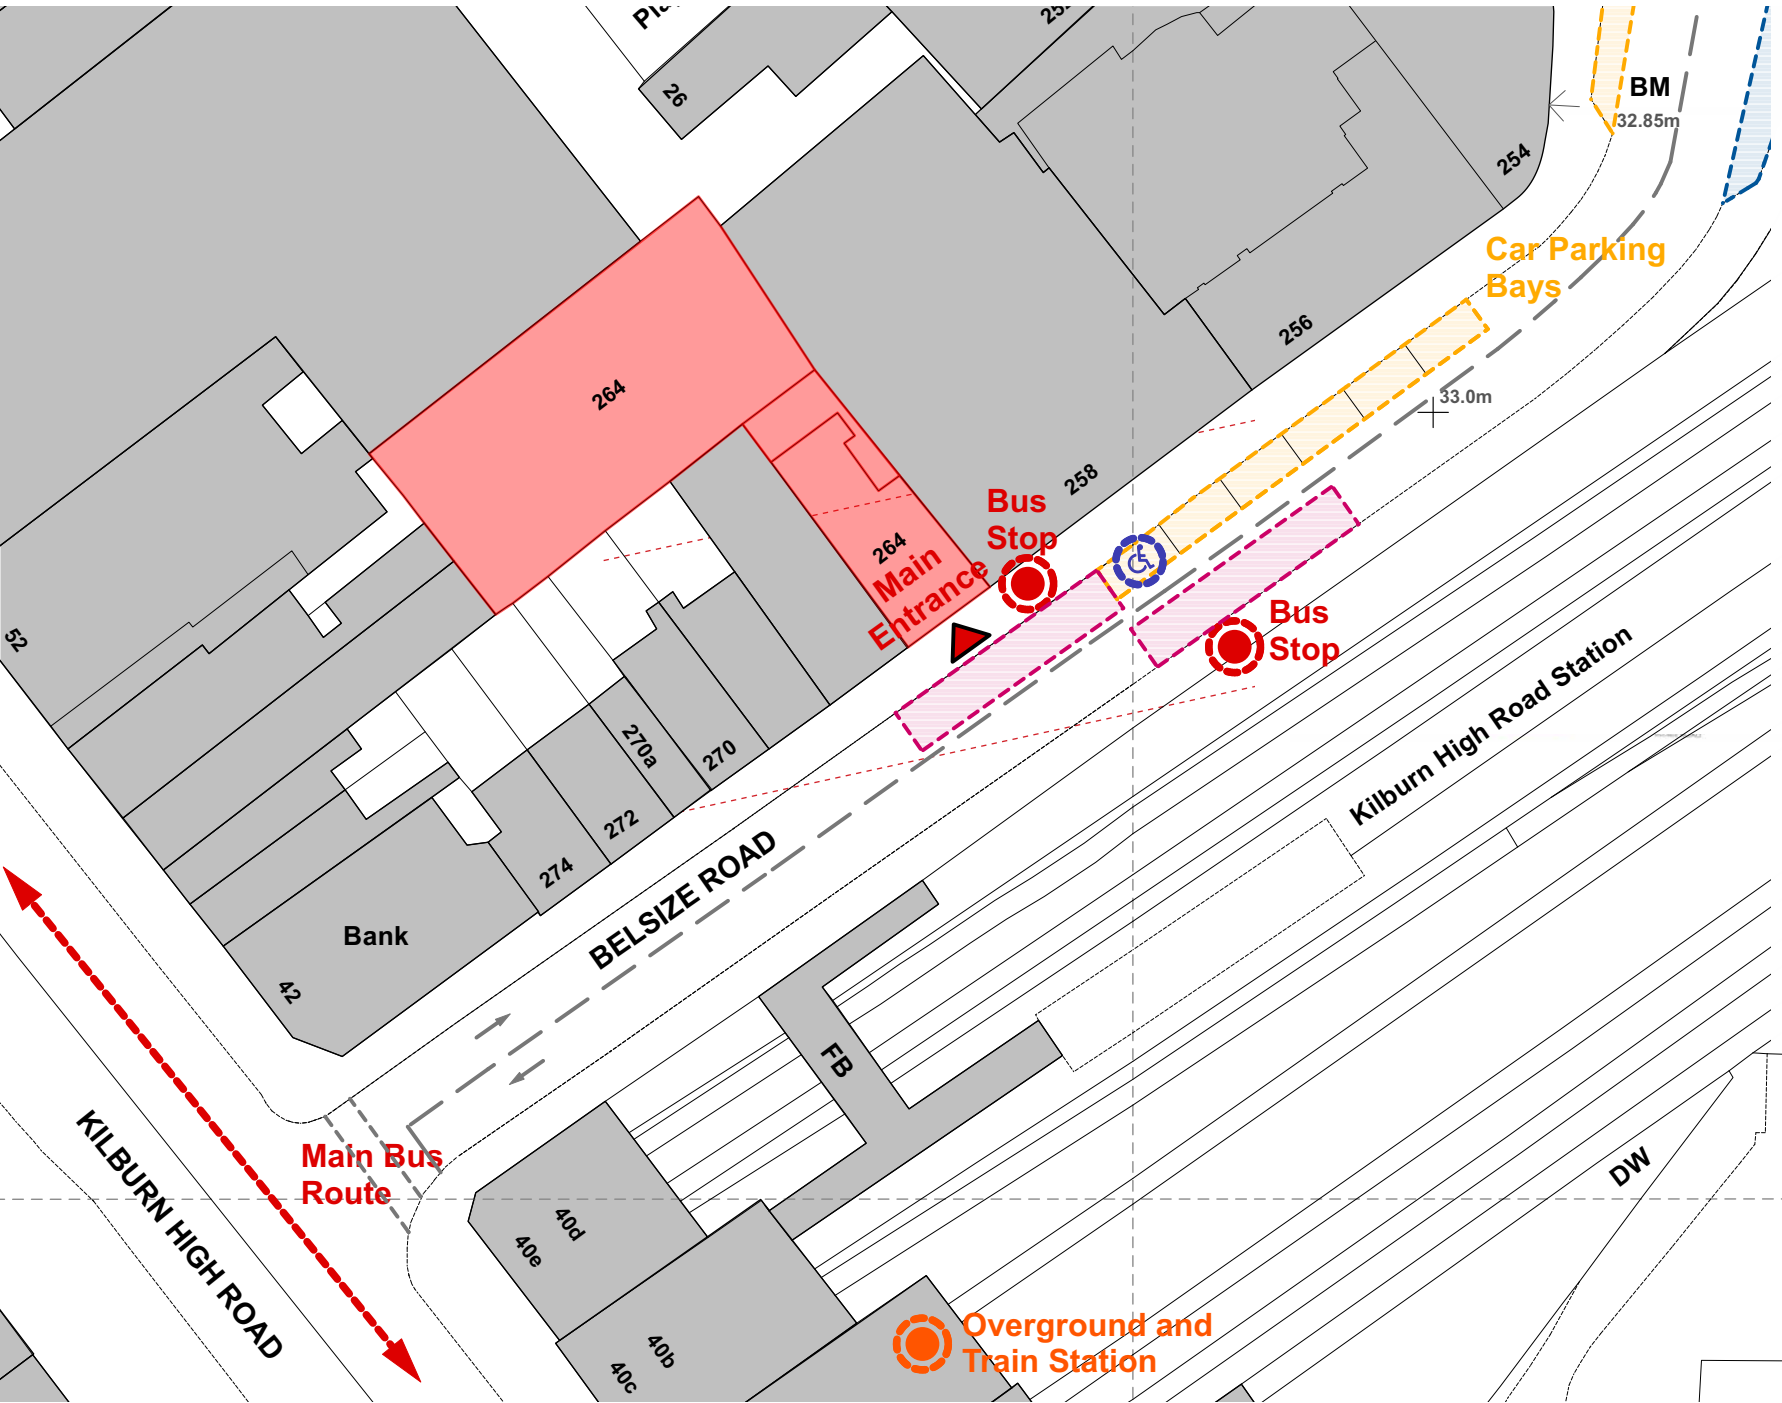 26
BM
32.85m
254
Car Parking
Bays
256
264
33.0m
258
Bus
Stop
264
Main
Entrance
Bus
Stop
52
Kilburn High Road Station
270a
270
272
274
BELSIZE ROAD
Bank
42
FB
KILBURN HIGH ROAD
Main Bus
Route
DW
40d
40e
40b
40c
Overground and
Train Station